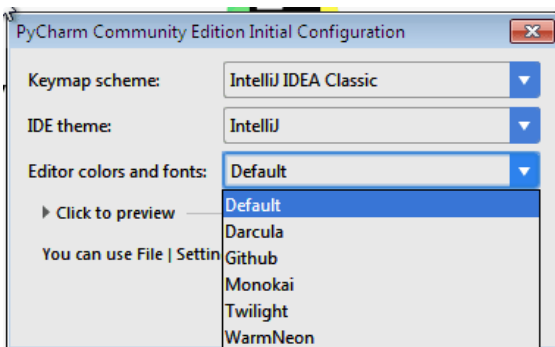 PyCharm Community Edition Initial Configuration
Keymap scheme: IntelliJ IDEA Classic
IDE theme: IntelliJ
Editor colors and fonts: Default
Click to preview Default
Darcula
You can use File | Settin Github
Monokai
Twilight
WarmNeon